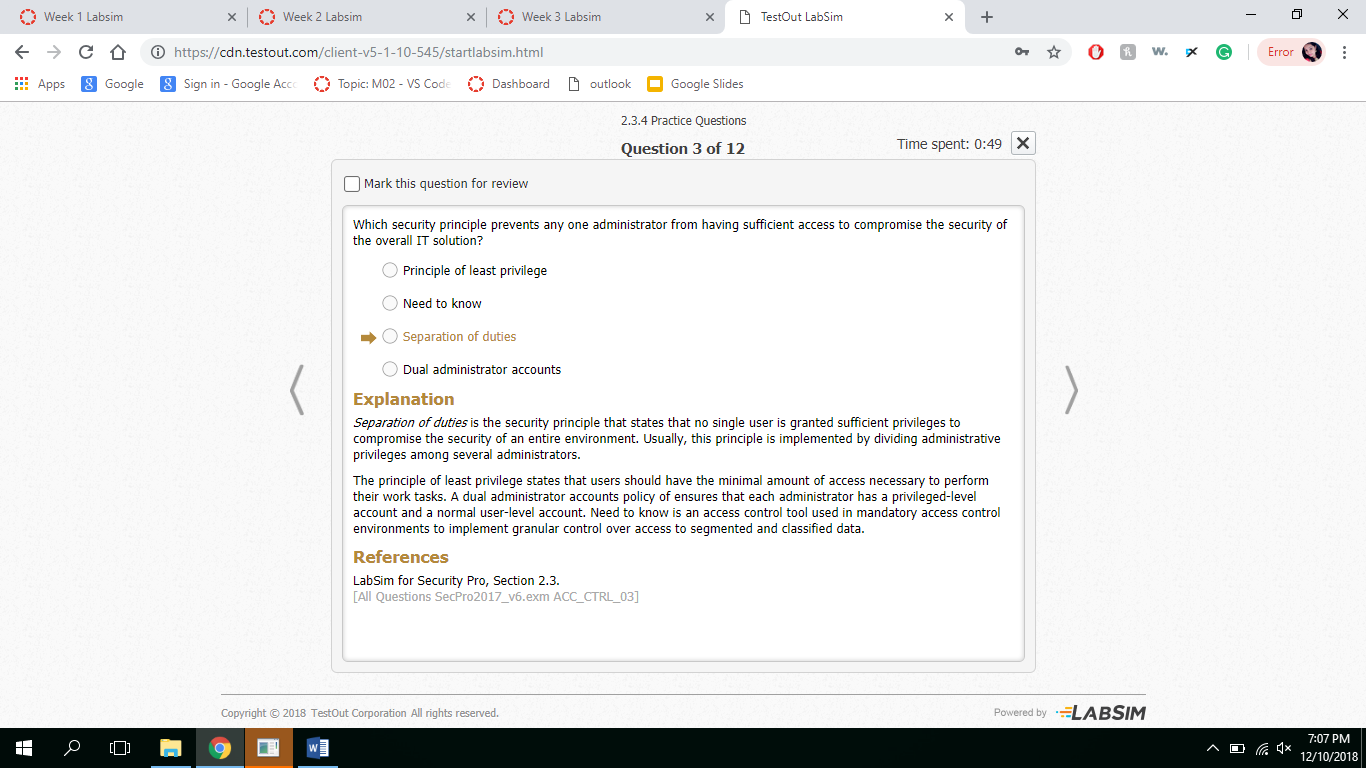 Week 1 Labsim
Week 2 Labsim
Week 3 Labsim
TestOut LabSim
https://cdn.testout.com/client-v5-1-10-545/startlabsim.html
Error
Apps
Google
Sign in - Google Acco
Topic: M02 - VS Code
Dashboard
outlook
Google Slides
2.3.4 Practice Questions
Question 3 of 12
Time spent: 0:49
Mark this question for review
Which security principle prevents any one administrator from having sufficient access to compromise the security of
the overall IT solution?
Principle of least privilege
Need to know
Separation of duties
Dual administrator accounts
Explanation
Separation of duties is the security principle that states that no single user is granted sufficient privileges to
compromise the security of an entire environment. Usually, this principle is implemented by dividing administrative
privileges among several administrators.
The principle of least privilege states that users should have the minimal amount of access necessary to perform
their work tasks. A dual administrator accounts policy of ensures that each administrator has a privileged-level
account and a normal user-level account. Need to know is an access control tool used in mandatory access control
environments to implement granular control over access to segmented and classified data.
References
LabSim for Security Pro, Section 2.3.
[All Questions SecPro2017_v6.exm ACC_CTRL_03]
Copyright © 2018 TestOut Corporation All rights reserved.
Powered by LABSIM
7:07 PM
12/10/2018